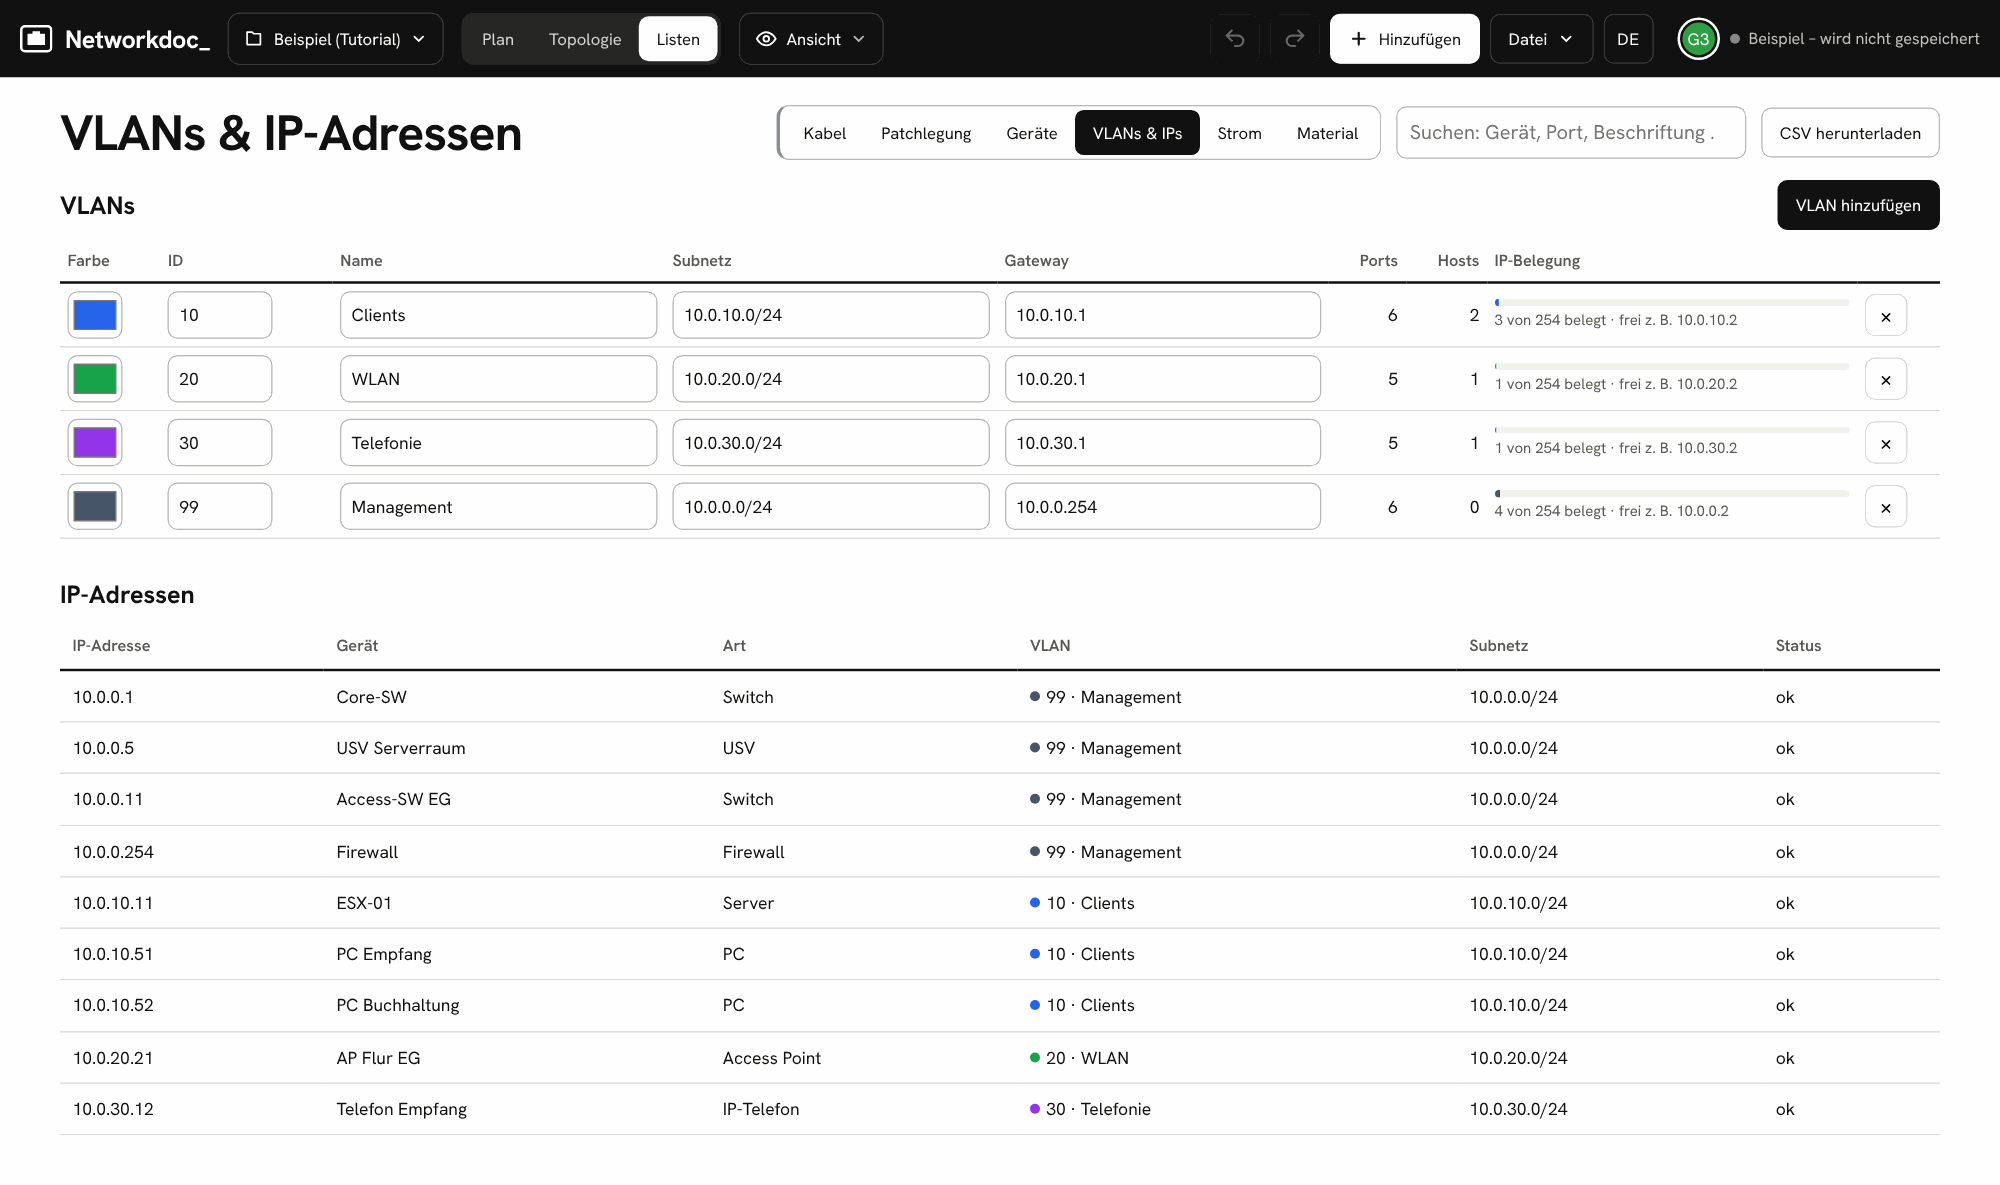 Networkdoc_ Beispiel (Tutorial) Plan Topologie Listen Ansicht Hinzufügen Datei DE G3 Beispiel – wird nicht gespeichert
VLANs & IP-Adressen Kabel Patchlegung Geräte VLANs & IPs Strom Material Suchen: Gerät, Port, Beschriftung . CSV herunterladen
VLANs VLAN hinzufügen
Farbe ID Name Subnetz Gateway Ports Hosts IP-Belegung
10 Clients 10.0.10.0/24 10.0.10.1 6 2 3 von 254 belegt · frei z. B. 10.0.10.2 ×
20 WLAN 10.0.20.0/24 10.0.20.1 5 1 1 von 254 belegt · frei z. B. 10.0.20.2 ×
30 Telefonie 10.0.30.0/24 10.0.30.1 5 1 1 von 254 belegt · frei z. B. 10.0.30.2 ×
99 Management 10.0.0.0/24 10.0.0.254 6 0 4 von 254 belegt · frei z. B. 10.0.0.2 ×
IP-Adressen
IP-Adresse Gerät Art VLAN Subnetz Status
10.0.0.1 Core-SW Switch 99 · Management 10.0.0.0/24 ok
10.0.0.5 USV Serverraum USV 99 · Management 10.0.0.0/24 ok
10.0.0.11 Access-SW EG Switch 99 · Management 10.0.0.0/24 ok
10.0.0.254 Firewall Firewall 99 · Management 10.0.0.0/24 ok
10.0.10.11 ESX-01 Server 10 · Clients 10.0.10.0/24 ok
10.0.10.51 PC Empfang PC 10 · Clients 10.0.10.0/24 ok
10.0.10.52 PC Buchhaltung PC 10 · Clients 10.0.10.0/24 ok
10.0.20.21 AP Flur EG Access Point 20 · WLAN 10.0.20.0/24 ok
10.0.30.12 Telefon Empfang IP-Telefon 30 · Telefonie 10.0.30.0/24 ok